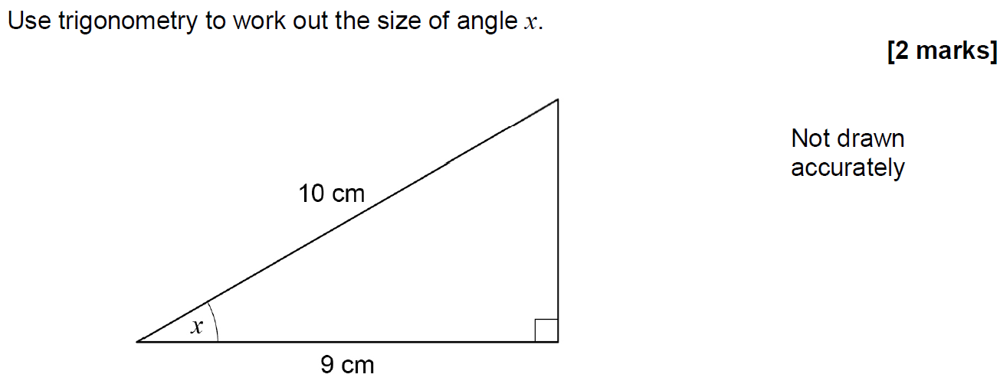 Use trigonometry to work out the size of angle x.
[2 marks]
Not drawn
accurately
10 cm
x
9 cm